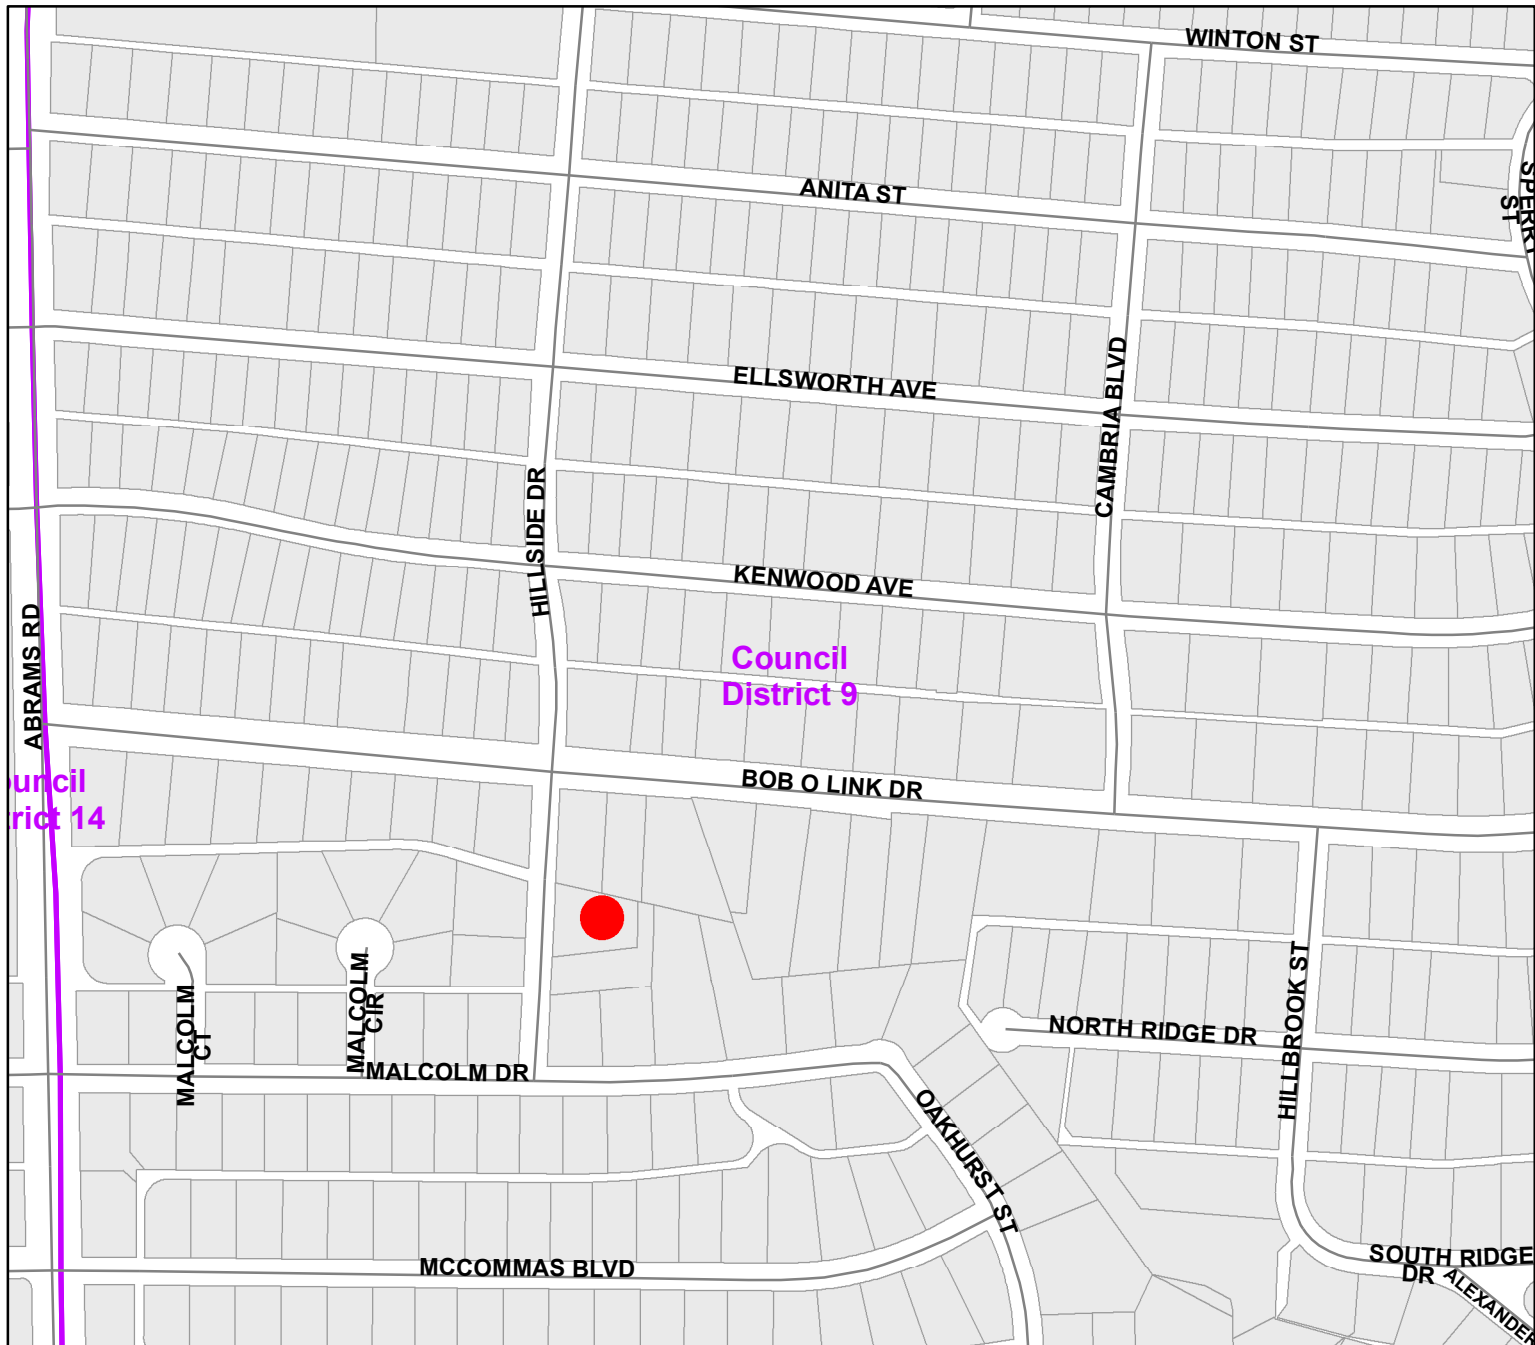 WINTON ST
SPERRY
ST
ANITA ST
ELLSWORTH AVE
CAMBRIA BLVD
HILLSIDE DR
KENWOOD AVE
ABRAMS RD
Council
District 9
BOB O LINK DR
uncil
trict 14
HILLBROOK ST
MALCOLM
CT
MALCOLM
CIR
NORTH RIDGE DR
MALCOLM DR
OAKHURST ST
MCCOMMAS BLVD
SOUTH RIDGE
DR
ALEXANDER